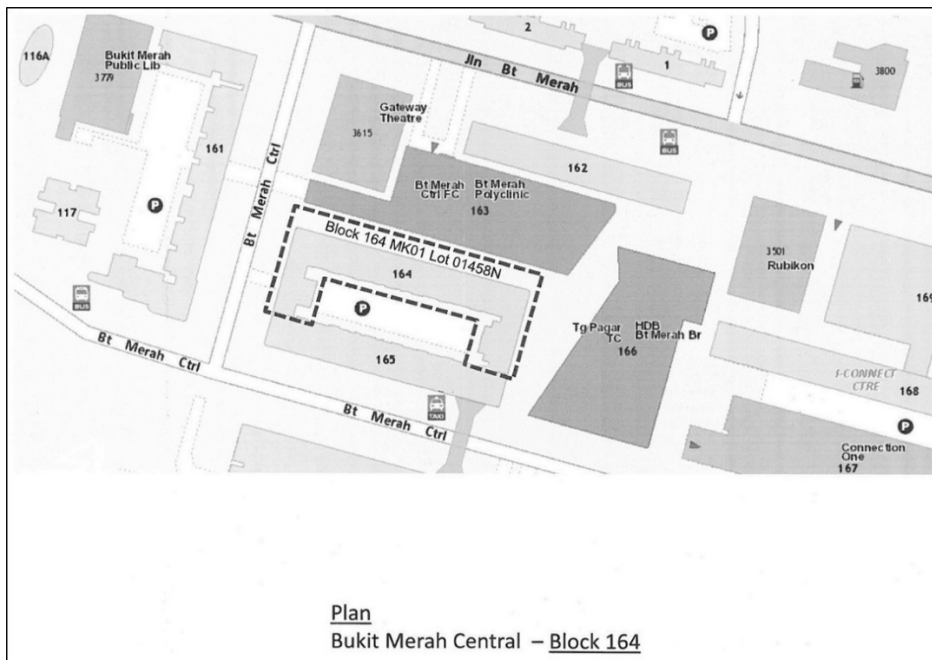 116A
Bukit Merah
Public Lib
3779
161
117
P
BUS
Bt Merah Ctrl
Bt Merah Ctrl
Bt Merah Ctrl
Jln Bt Merah
2
1
BUS
P
3800
BUS
Gateway
Theatre
3615
162
Bt Merah
Ctrl FC
Bt Merah
Polyclinic
163
Block 164 MK01 Lot 01458N
164
P
165
TAXI
Tg Pagar
TC
HDB
Bt Merah Br
166
3501
Rubikon
169
I-CONNECT
CTRE
168
P
Connection
One
167
Plan
Bukit Merah Central – Block 164